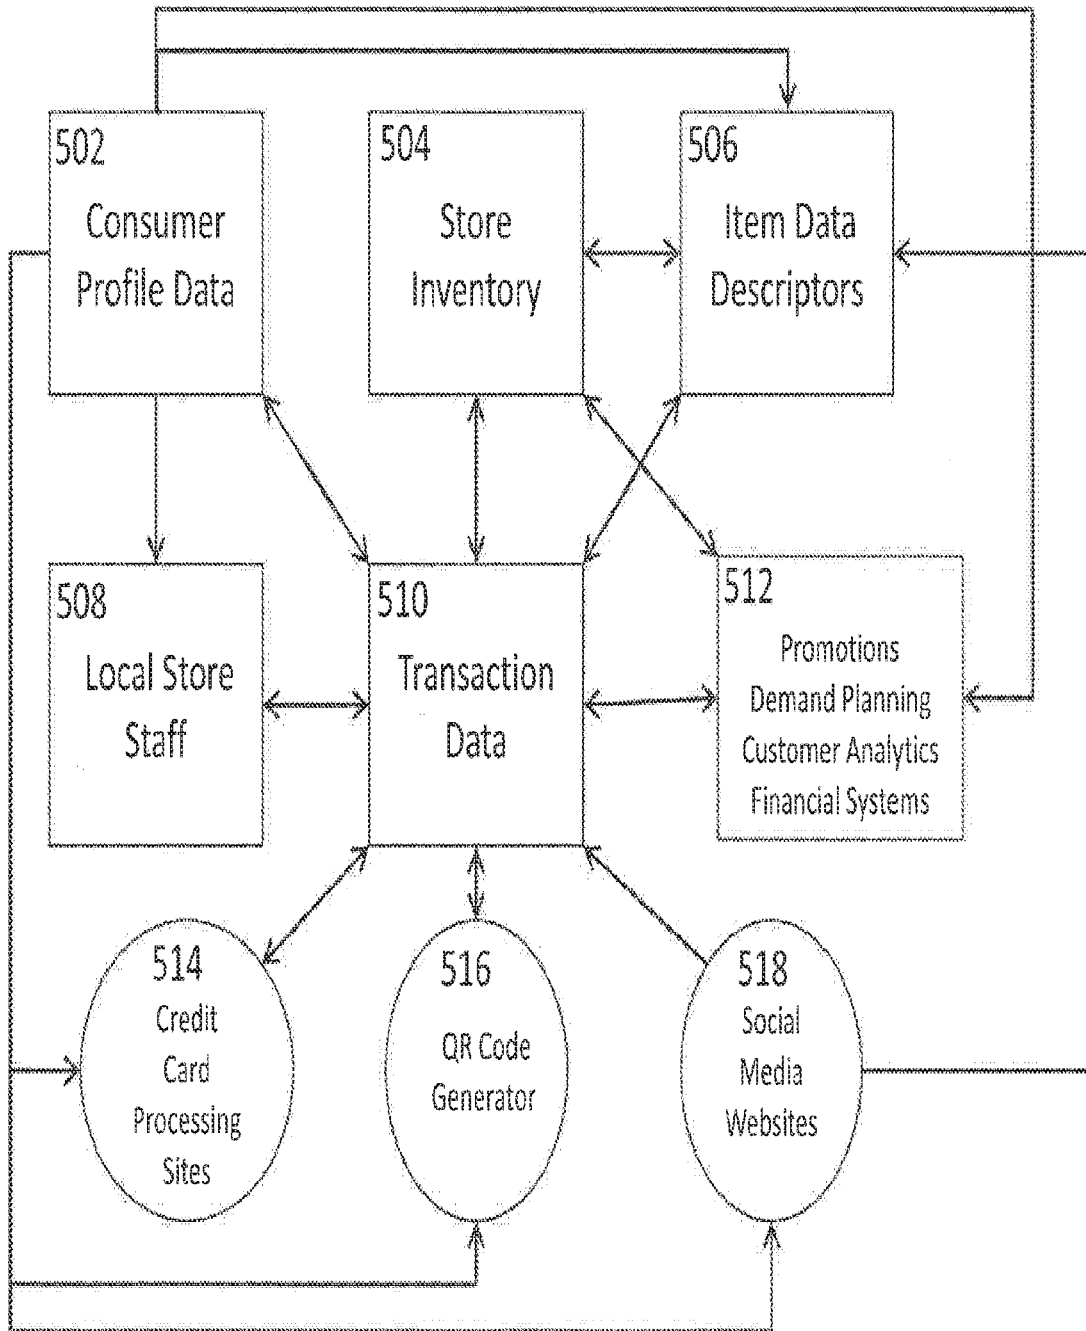 502
Consumer
Profile Data
504
Store
Inventory
506
Item Data
Descriptors
508
Local Store
Staff
510
Transaction
Data
512
Promotions
Demand Planning
Customer Analytics
Financial Systems
514
Credit
Card
Processing
Sites
516
QR Code
Generator
518
Social
Media
Websites